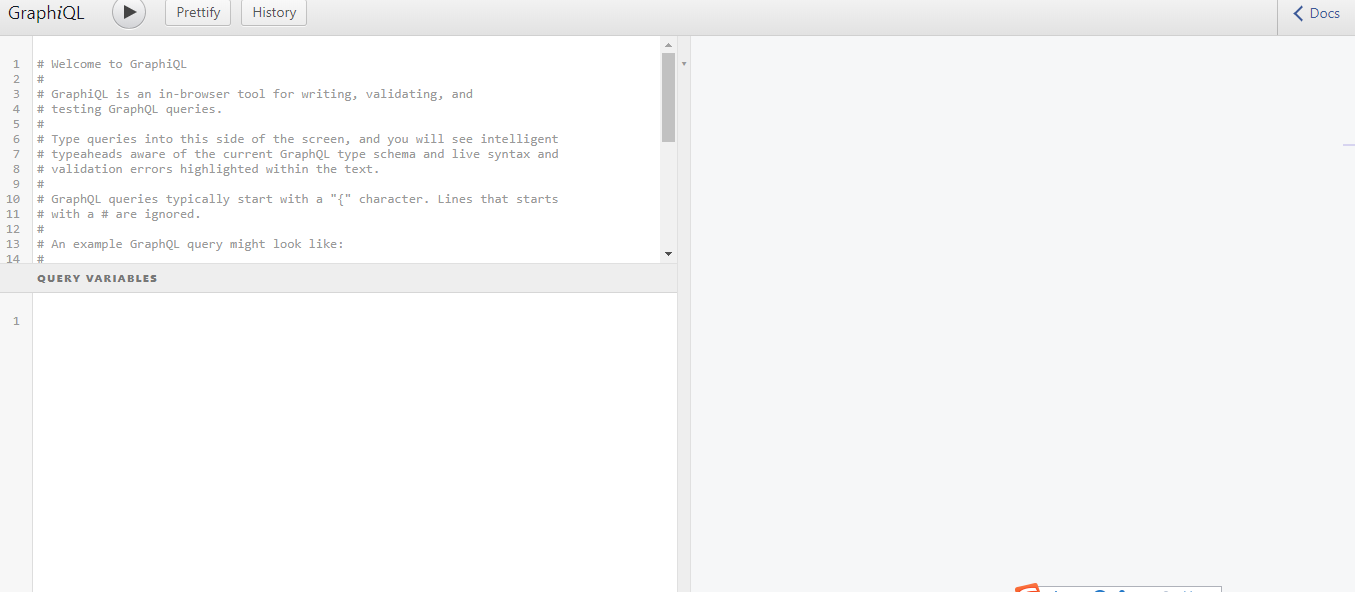 GraphiQL Prettify History Docs
1 # Welcome to GraphiQL
2 #
3 # GraphiQL is an in-browser tool for writing, validating, and
4 # testing GraphQL queries.
5 #
6 # Type queries into this side of the screen, and you will see intelligent
7 # typeaheads aware of the current GraphQL type schema and live syntax and
8 # validation errors highlighted within the text.
9 #
10 # GraphQL queries typically start with a "{" character. Lines that starts
11 # with a # are ignored.
12 #
13 # An example GraphQL query might look like:
14 #
QUERY VARIABLES
1